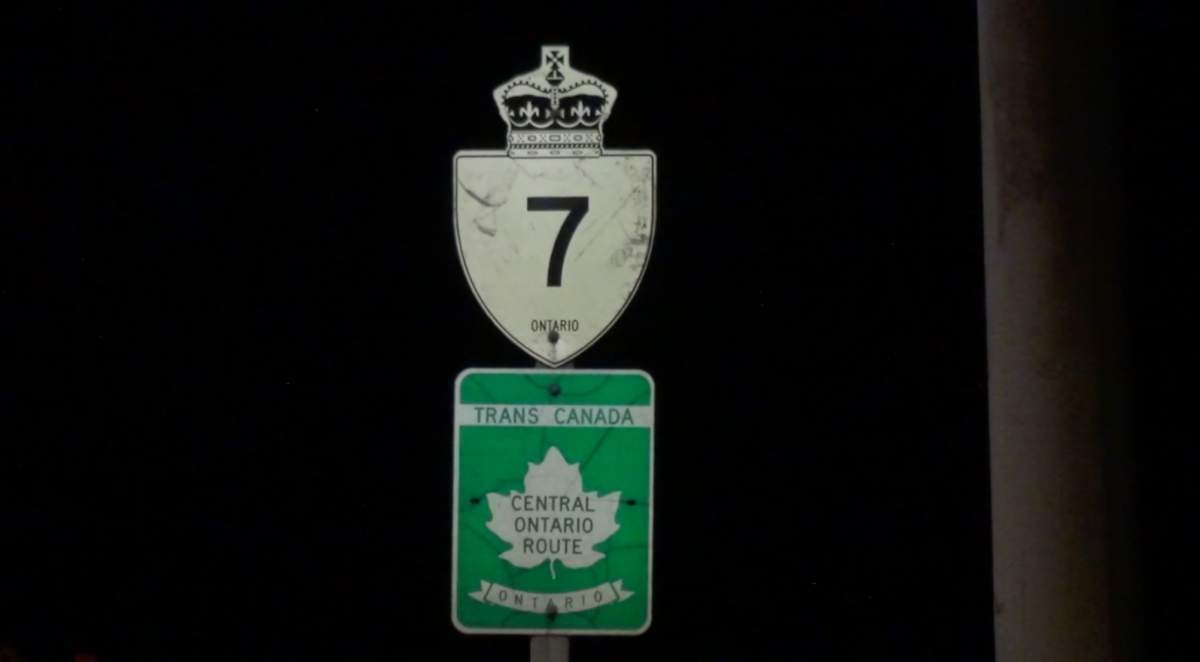 7
ONTARIO
TRANS CANADA
CENTRAL
ONTARIO
ROUTE
ONTARIO